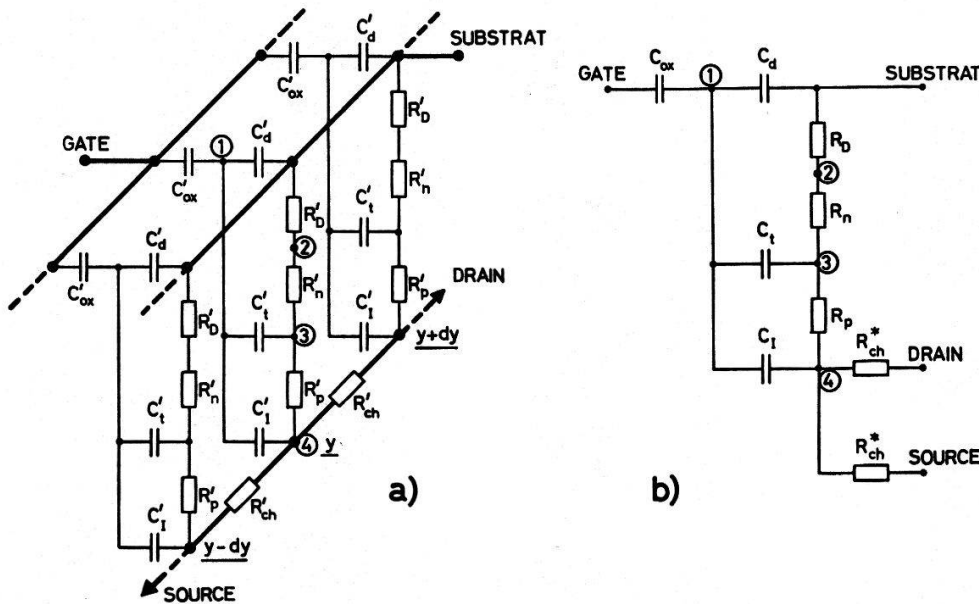 C'ox C'd SUBSTRAT
R'D
GATE ① C'ox C'd
R'n
C'ox C'd R'D
② C't
R'n DRAIN
R'D C't ③ C'I R'p
y+dy
R'n R'p R'ch
C't C'I ④ y
R'p R'ch a)
C'I y-dy
SOURCE
GATE Cox ① Cd SUBSTRAT
RD
②
Rn
Ct ③
Rp
CI R*ch DRAIN
④
R*ch SOURCE
b)